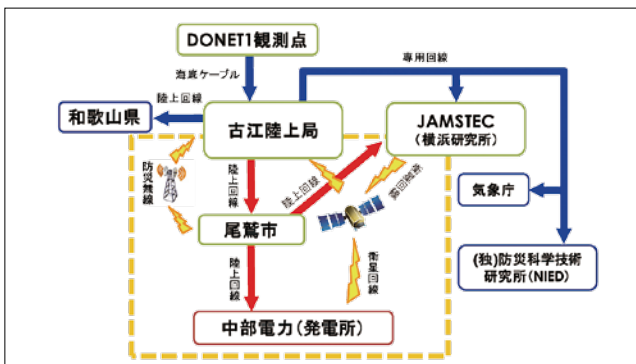 DONET1観測点
海底ケーブル
専用回線
陸上回線
和歌山県
古江陸上局
JAMSTEC
(横浜研究所)
防災無線
陸上回線
陸上回線
衛星回線
気象庁
尾鷲市
(独)防災科学技術
研究所(NIED)
陸上回線
衛星回線
中部電力(発電所)